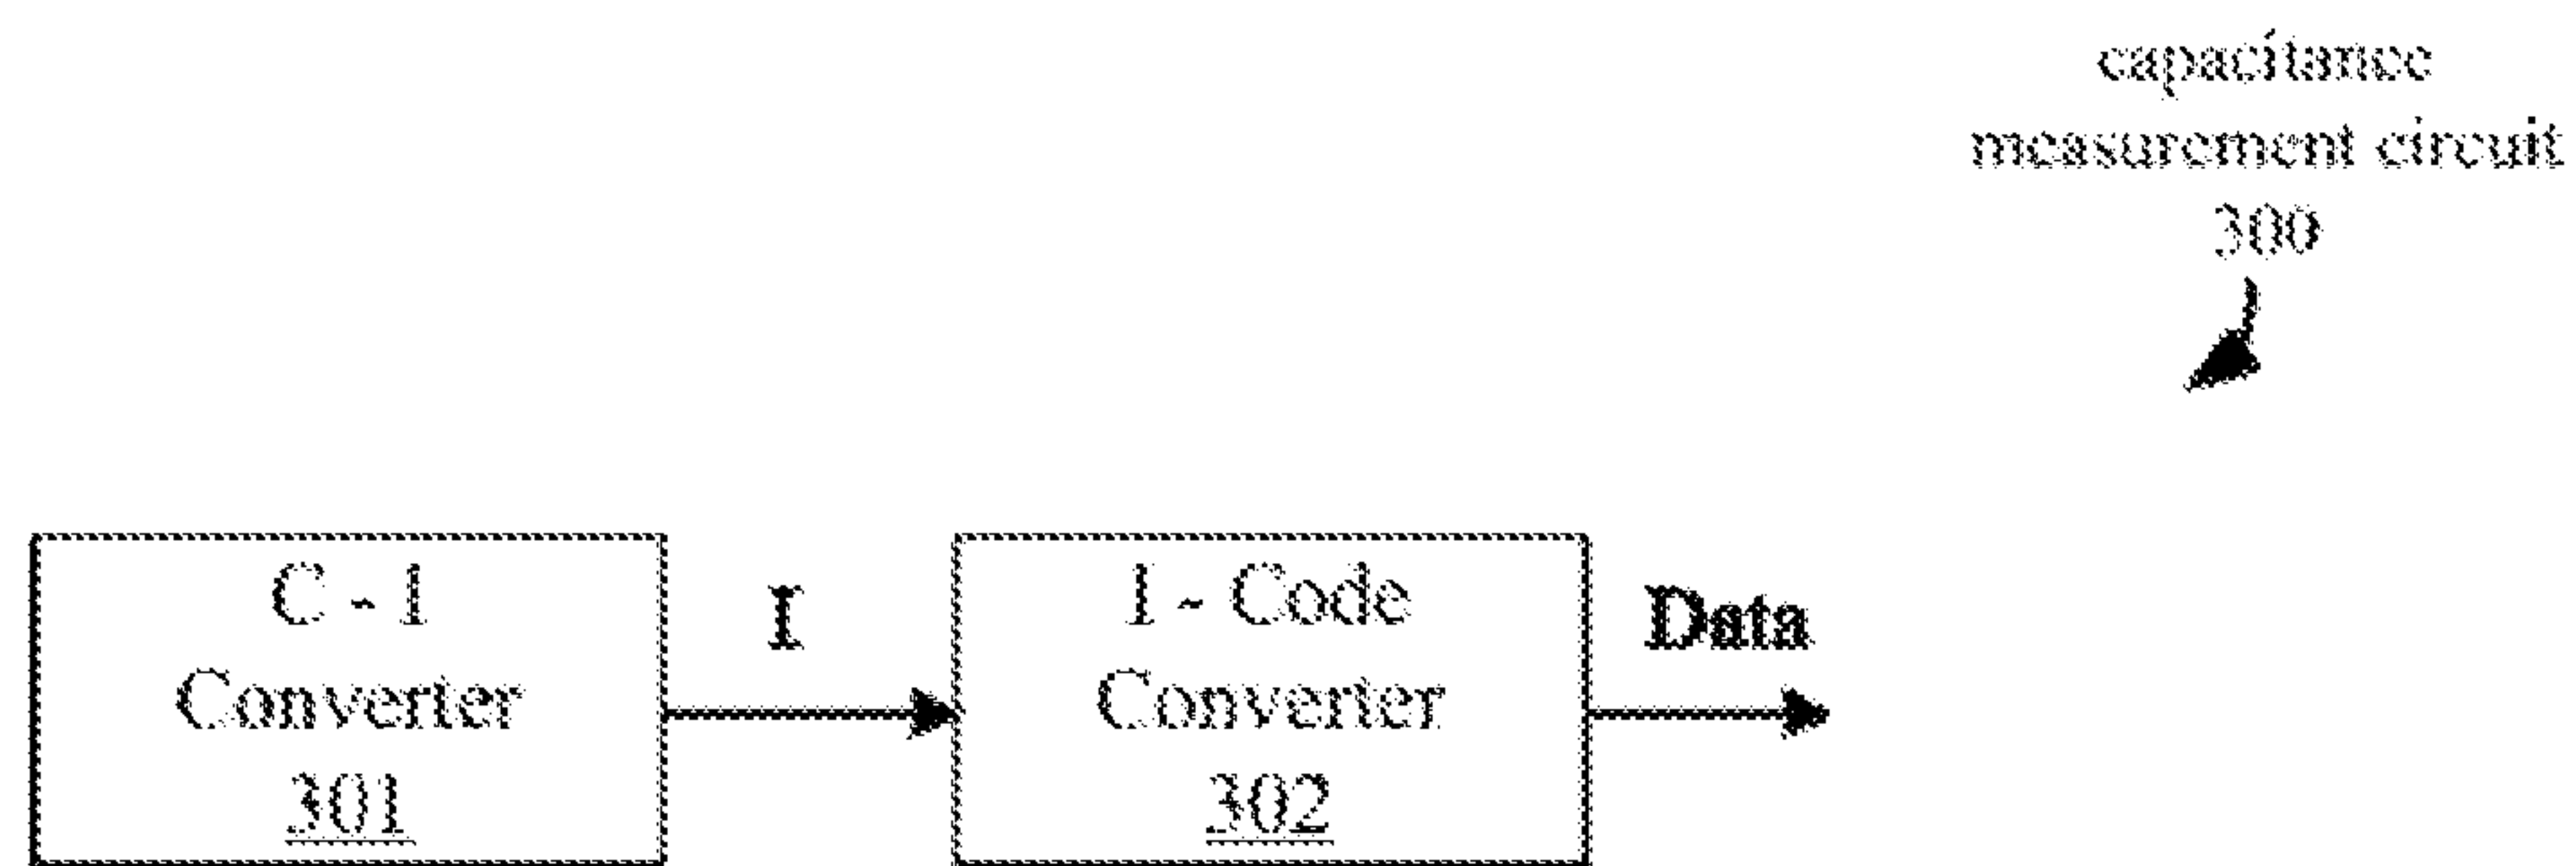 capacitance
measurement circuit
300
C - I
Converter
301
I
I - Code
Converter
302
Data